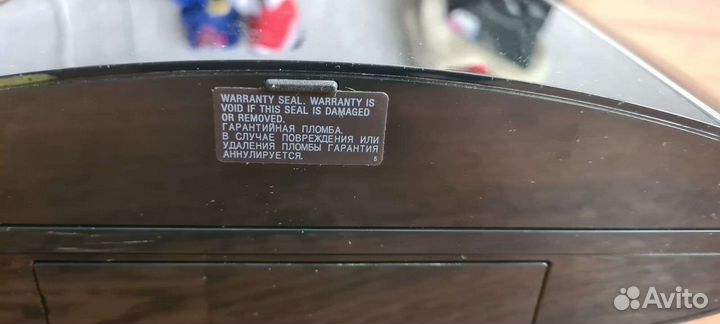 WARRANTY SEAL. WARRANTY IS
VOID IF THIS SEAL IS DAMAGED
OR REMOVED.
ГАРАНТИЙНАЯ ПЛОМБА.
В СЛУЧАЕ ПОВРЕЖДЕНИЯ ИЛИ
УДАЛЕНИЯ ПЛОМБЫ ГАРАНТИЯ
АННУЛИРУЕТСЯ. 5
Avito